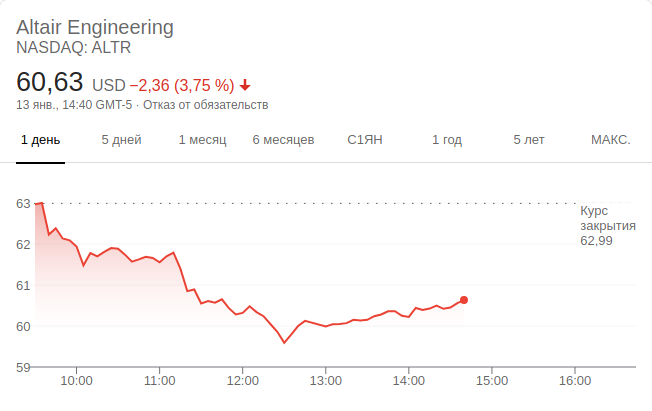 Altair Engineering
NASDAQ: ALTR
60,63 USD −2,36 (3,75 %)
13 янв., 14:40 GMT-5 · Отказ от обязательств
1 день 5 дней 1 месяц 6 месяцев С1ЯН 1 год 5 лет МАКС.
63
Курс
закрытия
62,99
62
61
60
59
10:00 11:00 12:00 13:00 14:00 15:00 16:00